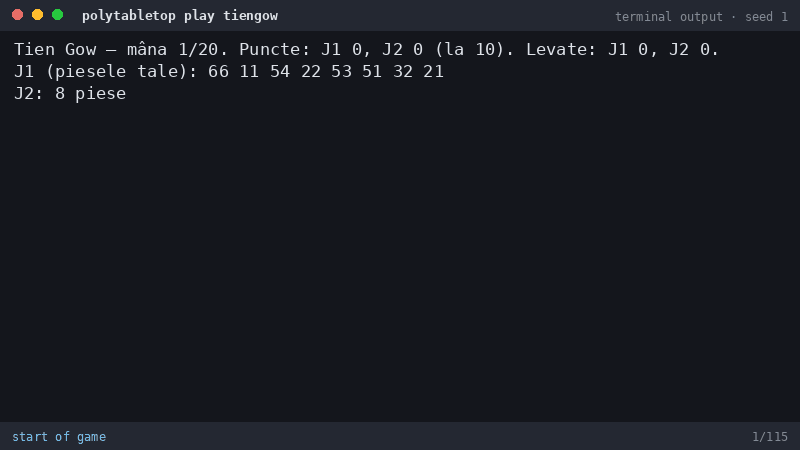 polytabletop play tiengow
terminal output · seed 1
Tien Gow — mâna 1/20. Puncte: J1 0, J2 0 (la 10). Levate: J1 0, J2 0.
J1 (piesele tale): 66 11 54 22 53 51 32 21
J2: 8 piese
start of game
1/115